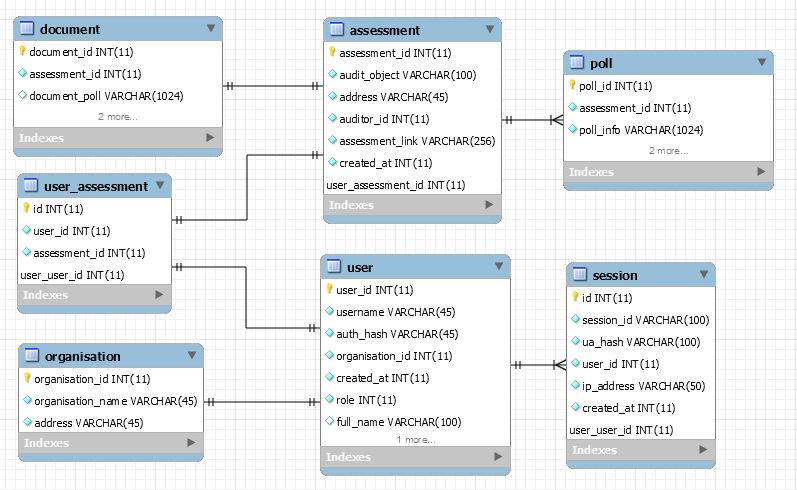 document
document_id INT(11)
assessment_id INT(11)
document_poll VARCHAR(1024)
2 more...
Indexes
assessment
assessment_id INT(11)
audit_object VARCHAR(100)
address VARCHAR(45)
auditor_id INT(11)
assessment_link VARCHAR(256)
created_at INT(11)
user_assessment_id INT(11)
Indexes
poll
poll_id INT(11)
assessment_id INT(11)
poll_info VARCHAR(1024)
2 more...
Indexes
user_assessment
id INT(11)
user_id INT(11)
assessment_id INT(11)
user_user_id INT(11)
Indexes
user
user_id INT(11)
username VARCHAR(45)
auth_hash VARCHAR(45)
organisation_id INT(11)
created_at INT(11)
role INT(11)
full_name VARCHAR(100)
1 more...
Indexes
session
id INT(11)
session_id VARCHAR(100)
ua_hash VARCHAR(100)
user_id INT(11)
ip_address VARCHAR(50)
created_at INT(11)
user_user_id INT(11)
Indexes
organisation
organisation_id INT(11)
organisation_name VARCHAR(45)
address VARCHAR(45)
Indexes